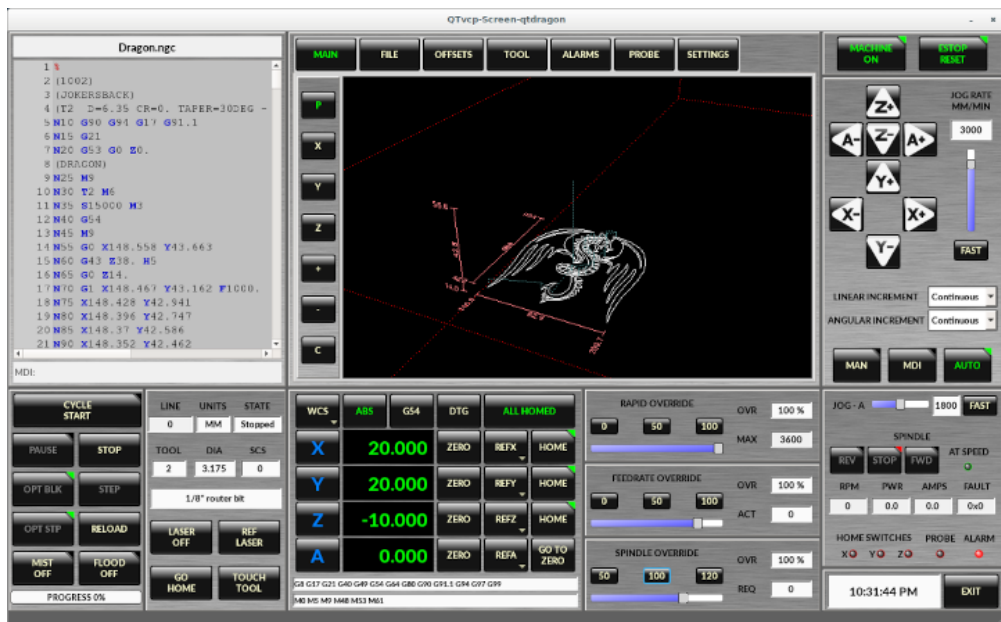 QTvcp-Screen-qtdragon
Dragon.ngc
1 %
2 (1002)
3 (JOKERSBACK)
4 (T2 D=6.35 CR=0. TAPER=30DEG -
5 N10 G90 G94 G17 G91.1
6 N15 G21
7 N20 G53 G0 Z0.
8 (DRAGON)
9 N25 M9
10 N30 T2 M6
11 N35 S15000 M3
12 N40 G54
13 N45 M9
14 N55 G0 X148.558 Y43.663
15 N60 G43 Z38. H5
16 N65 G0 Z14.
17 N70 G1 X148.467 Y43.162 F1000.
18 N75 X148.428 Y42.941
19 N80 X148.396 Y42.747
20 N85 X148.37 Y42.586
21 N90 X148.352 Y42.462
MDI:
MAIN FILE OFFSETS TOOL ALARMS PROBE SETTINGS
P
X
Y
Z
+
-
C
MACHINE ON
ESTOP RESET
JOG RATE
MM/MIN
3000
Z+
A- Z- A+
Y+
X- X+
Y-
FAST
LINEAR INCREMENT Continuous
ANGULAR INCREMENT Continuous
MAN MDI AUTO
CYCLE START
PAUSE STOP
OPT BLK STEP
OPT STP RELOAD
MIST OFF FLOOD OFF
PROGRESS 0%
LINE UNITS STATE
0 MM Stopped
TOOL DIA SCS
2 3.175 0
1/8" router bit
LASER OFF REF LASER
GO HOME TOUCH TOOL
WCS ABS G54 DTG ALL HOMED
X 20.000 ZERO REFX HOME
Y 20.000 ZERO REFY HOME
Z -10.000 ZERO REFZ HOME
A 0.000 ZERO REFA GO TO ZERO
G8 G17 G21 G40 G49 G54 G64 G80 G90 G91.1 G94 G97 G99
M0 M5 M9 M48 M53 M61
RAPID OVERRIDE OVR 100 %
0 50 100
MAX 3600
FEEDRATE OVERRIDE OVR 100 %
0 50 100
ACT 0
SPINDLE OVERRIDE OVR 100 %
50 100 120
REQ 0
JOG - A 1800 FAST
SPINDLE
REV STOP FWD AT SPEED
RPM PWR AMPS FAULT
0 0.0 0.0 0x0
HOME SWITCHES PROBE ALARM
X Y Z
10:31:44 PM EXIT